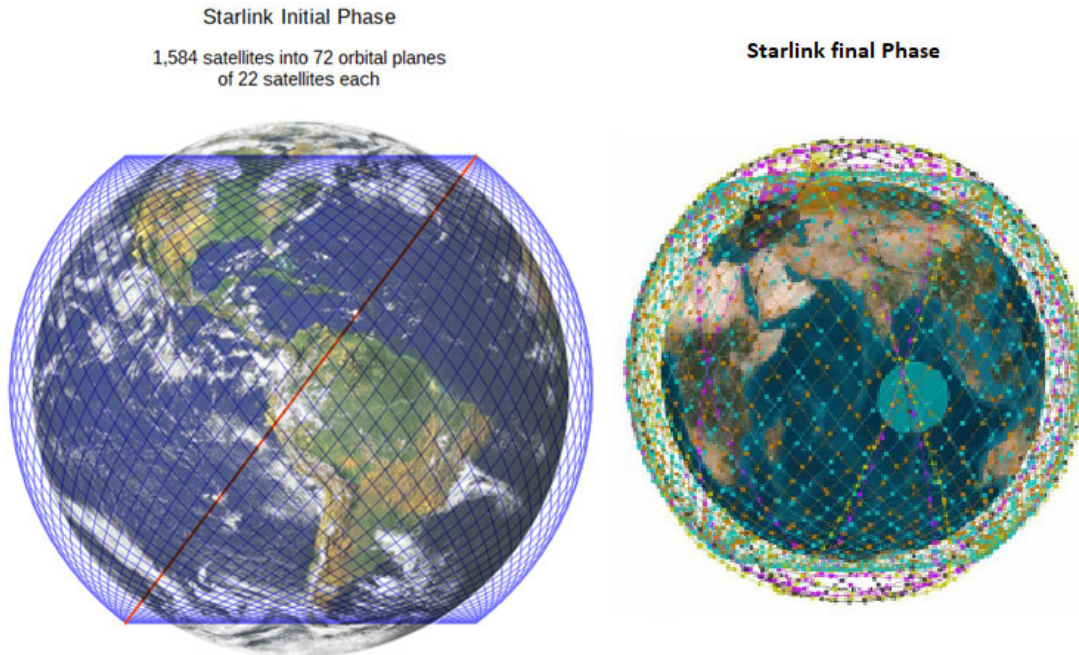 Starlink Initial Phase
1,584 satellites into 72 orbital planes
of 22 satellites each
Starlink final Phase